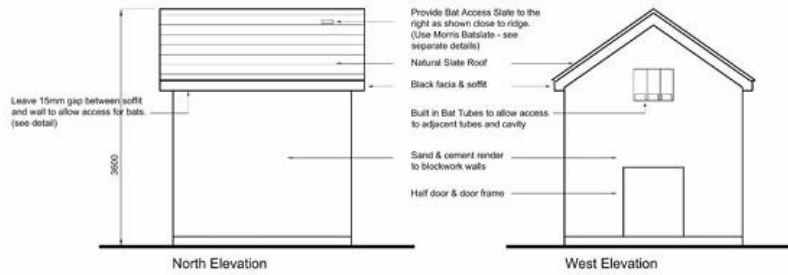 Provide Bat Access Slate to the
right as shown close to ridge.
(Use Morris Batslate - see
separate details)
Natural Slate Roof
Black facia & soffit
Leave 15mm gap between soffit
and wall to allow access for bats.
(see detail)
Built in Bat Tubes to allow access
to adjacent tubes and cavity
3600
Sand & cement render
to blockwork walls
Half door & door frame
North Elevation
West Elevation